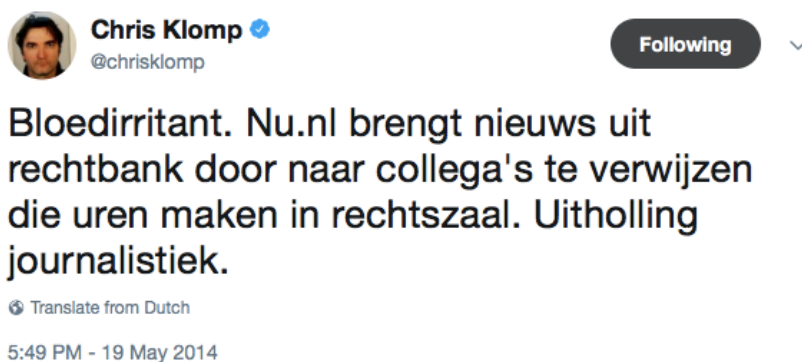 Chris Klomp
@chrisklomp
Following
Bloedirritant. Nu.nl brengt nieuws uit
rechtbank door naar collega's te verwijzen
die uren maken in rechtszaal. Uitholling
journalistiek.
Translate from Dutch
5:49 PM - 19 May 2014